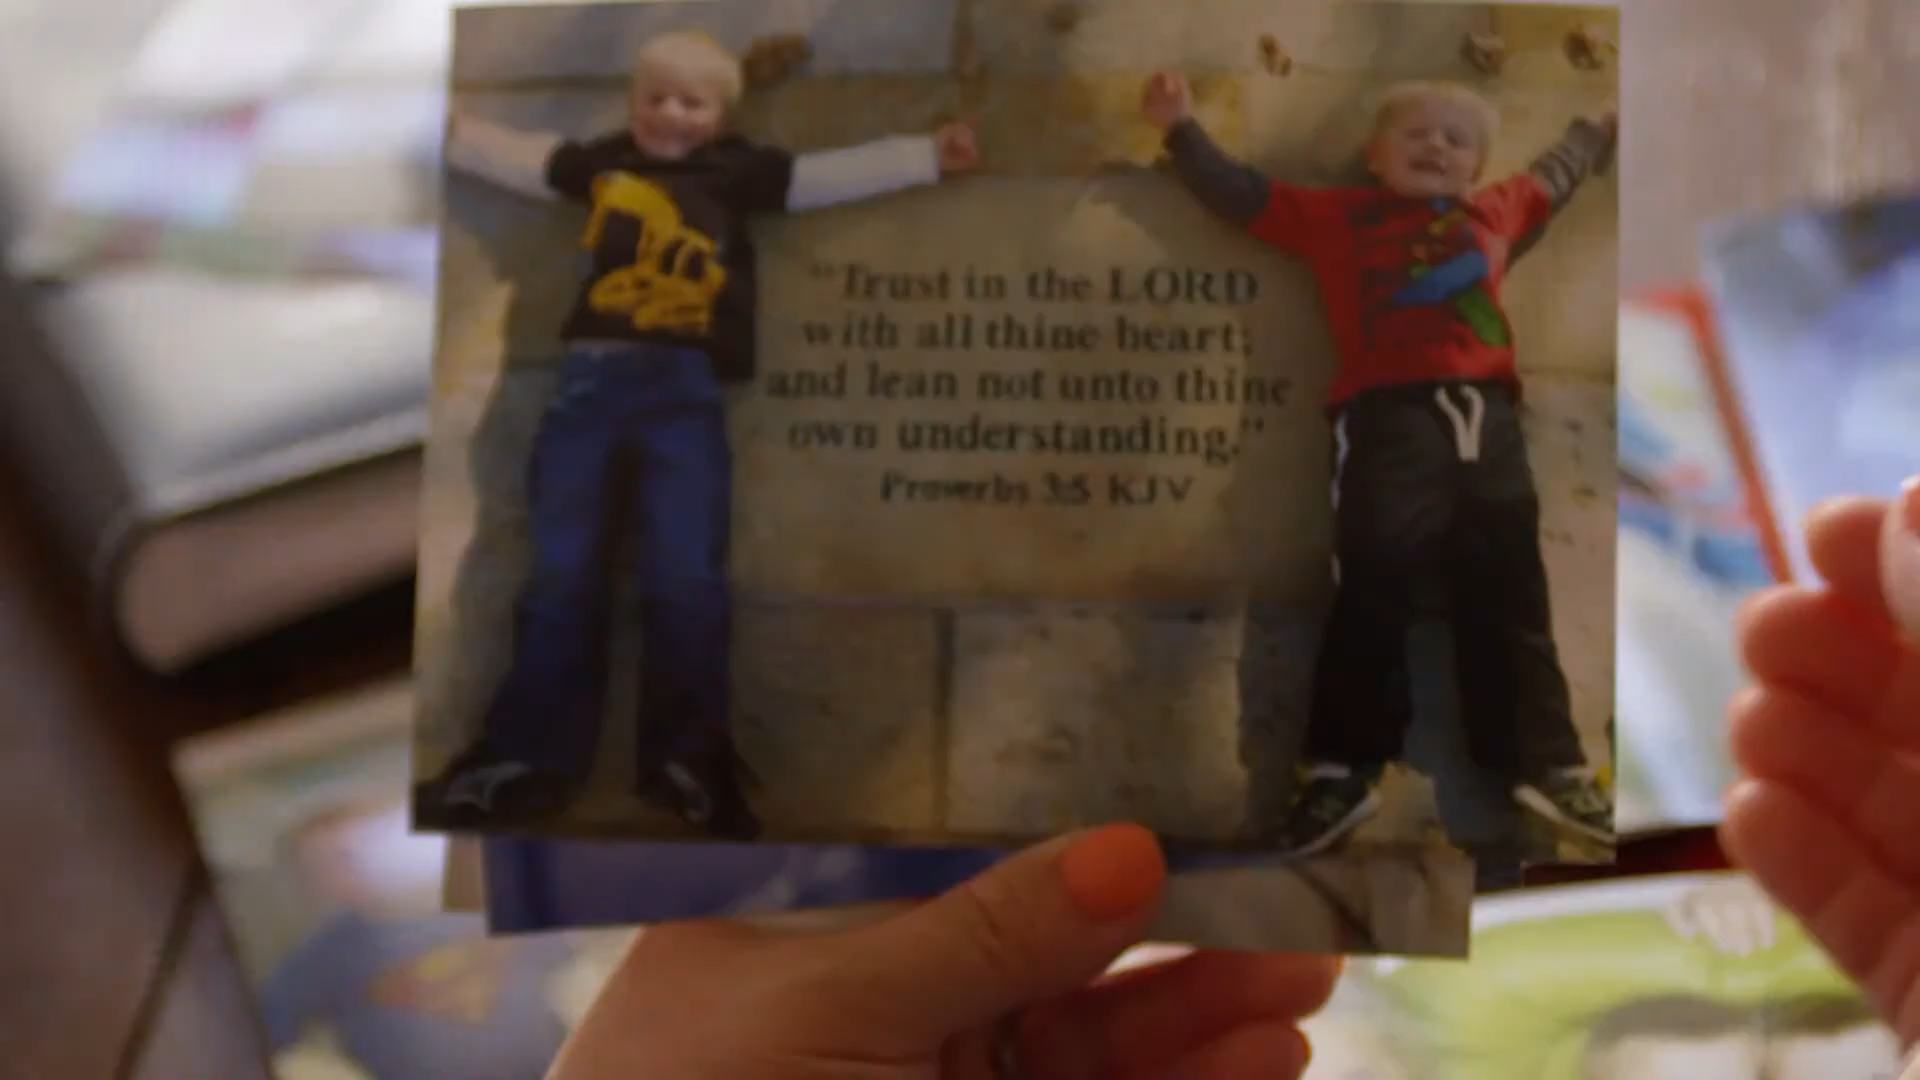 "Trust in the LORD
with all thine heart;
and lean not unto thine
own understanding."
Proverbs 3:5 KJV